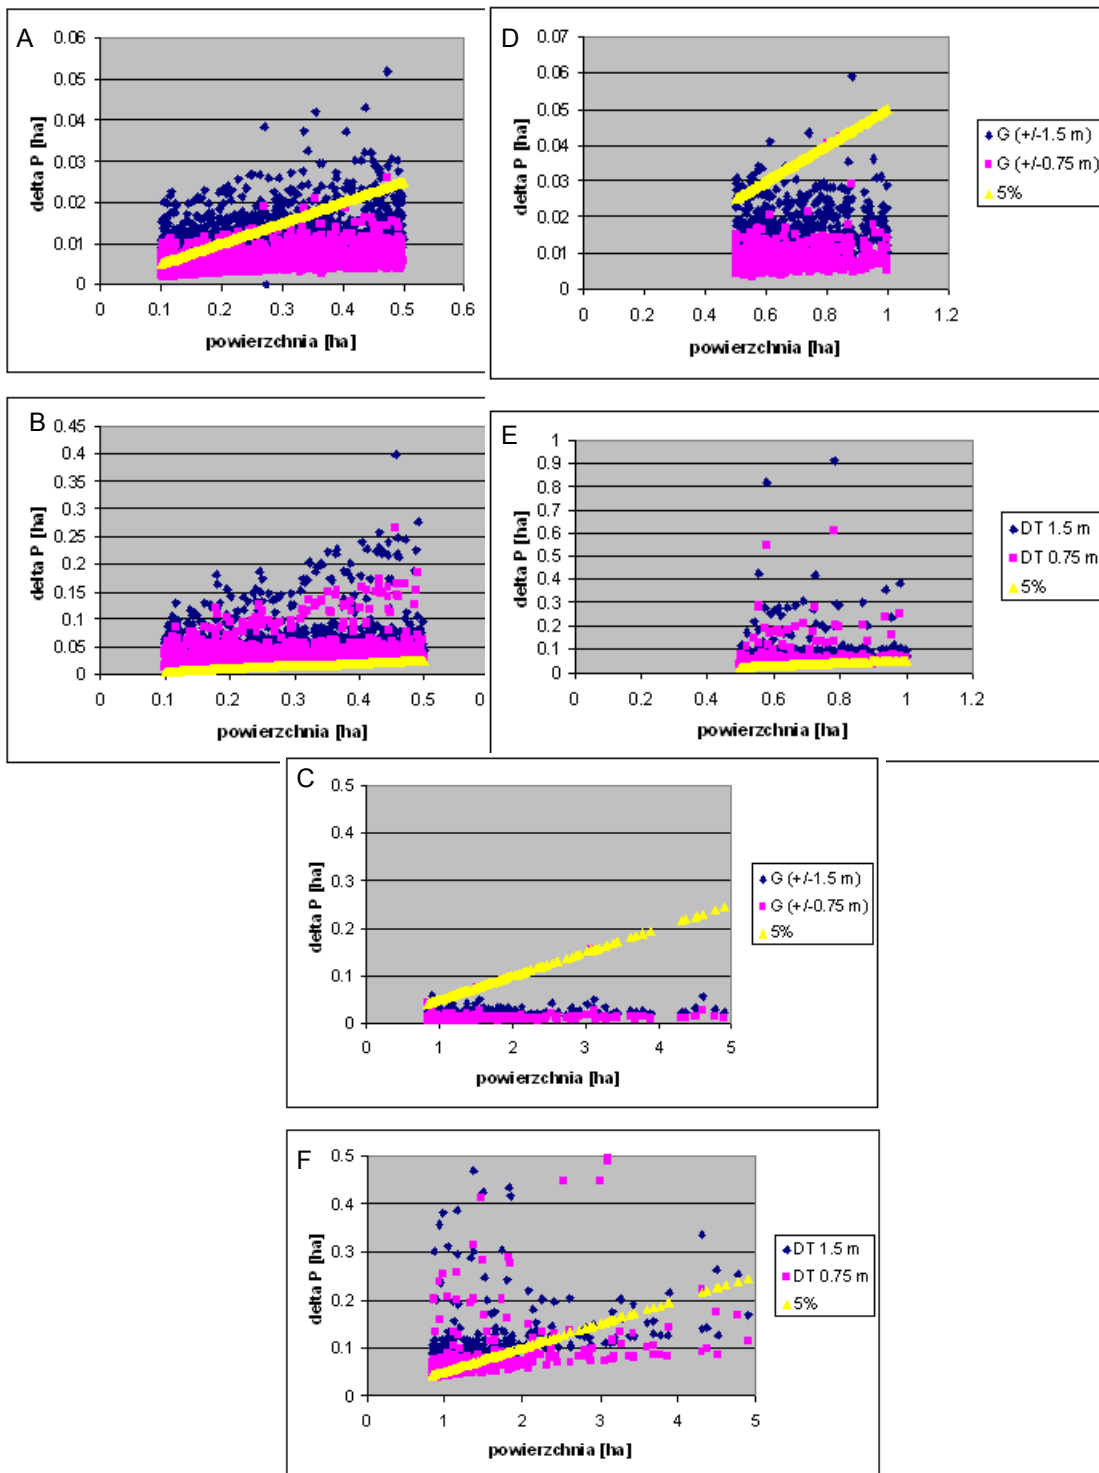 A
0.06
0.05
0.04
0.03
0.02
0.01
0
delta P [ha]
0.1 0.2 0.3 0.4 0.5 0.6
powierzchnia [ha]
D
0.07
0.06
0.05
0.04
0.03
0.02
0.01
0
delta P [ha]
0 0.2 0.4 0.6 0.8 1 1.2
powierzchnia [ha]
G (+/-1.5 m)
G (+/-0.75 m)
5%
B
0.45
0.4
0.35
0.3
0.25
0.2
0.15
0.1
0.05
0
delta P [ha]
0.1 0.2 0.3 0.4 0.5 0
powierzchnia [ha]
E
1
0.9
0.8
0.7
0.6
0.5
0.4
0.3
0.2
0.1
0
delta P [ha]
0 0.2 0.4 0.6 0.8 1 1.2
powierzchnia [ha]
DT 1.5 m
DT 0.75 m
5%
C
0.5
0.4
0.3
0.2
0.1
0
delta P [ha]
0 1 2 3 4 5
powierzchnia [ha]
G (+/-1.5 m)
G (+/-0.75 m)
5%
F
0.5
0.4
0.3
0.2
0.1
0
delta P [ha]
0 1 2 3 4 5
powierzchnia [ha]
DT 1.5 m
DT 0.75 m
5%